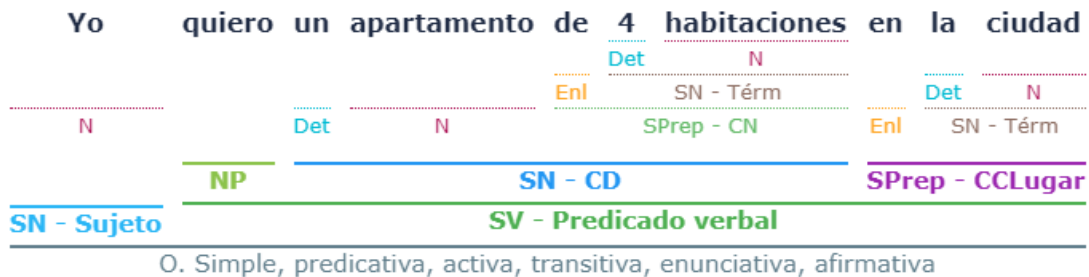 Yo quiero un apartamento de 4 habitaciones en la ciudad
Det N
Enl SN - Térm Det N
N Det N SPrep - CN Enl SN - Térm
NP SN - CD SPrep - CCLugar
SN - Sujeto SV - Predicado verbal
O. Simple, predicativa, activa, transitiva, enunciativa, afirmativa